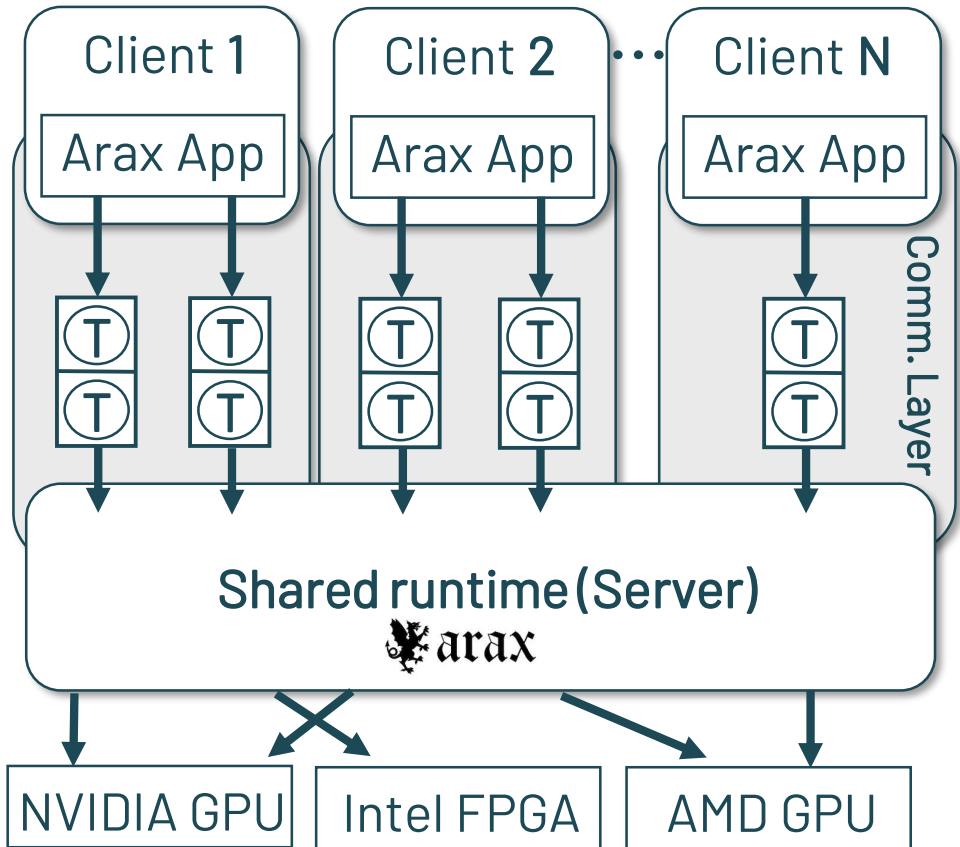 Client 1
Client 2
...
Client N
Arax App
Arax App
Arax App
T
T
T
T
T
T
T
T
T
T
Comm. Layer
Shared runtime (Server)
arax
NVIDIA GPU
Intel FPGA
AMD GPU